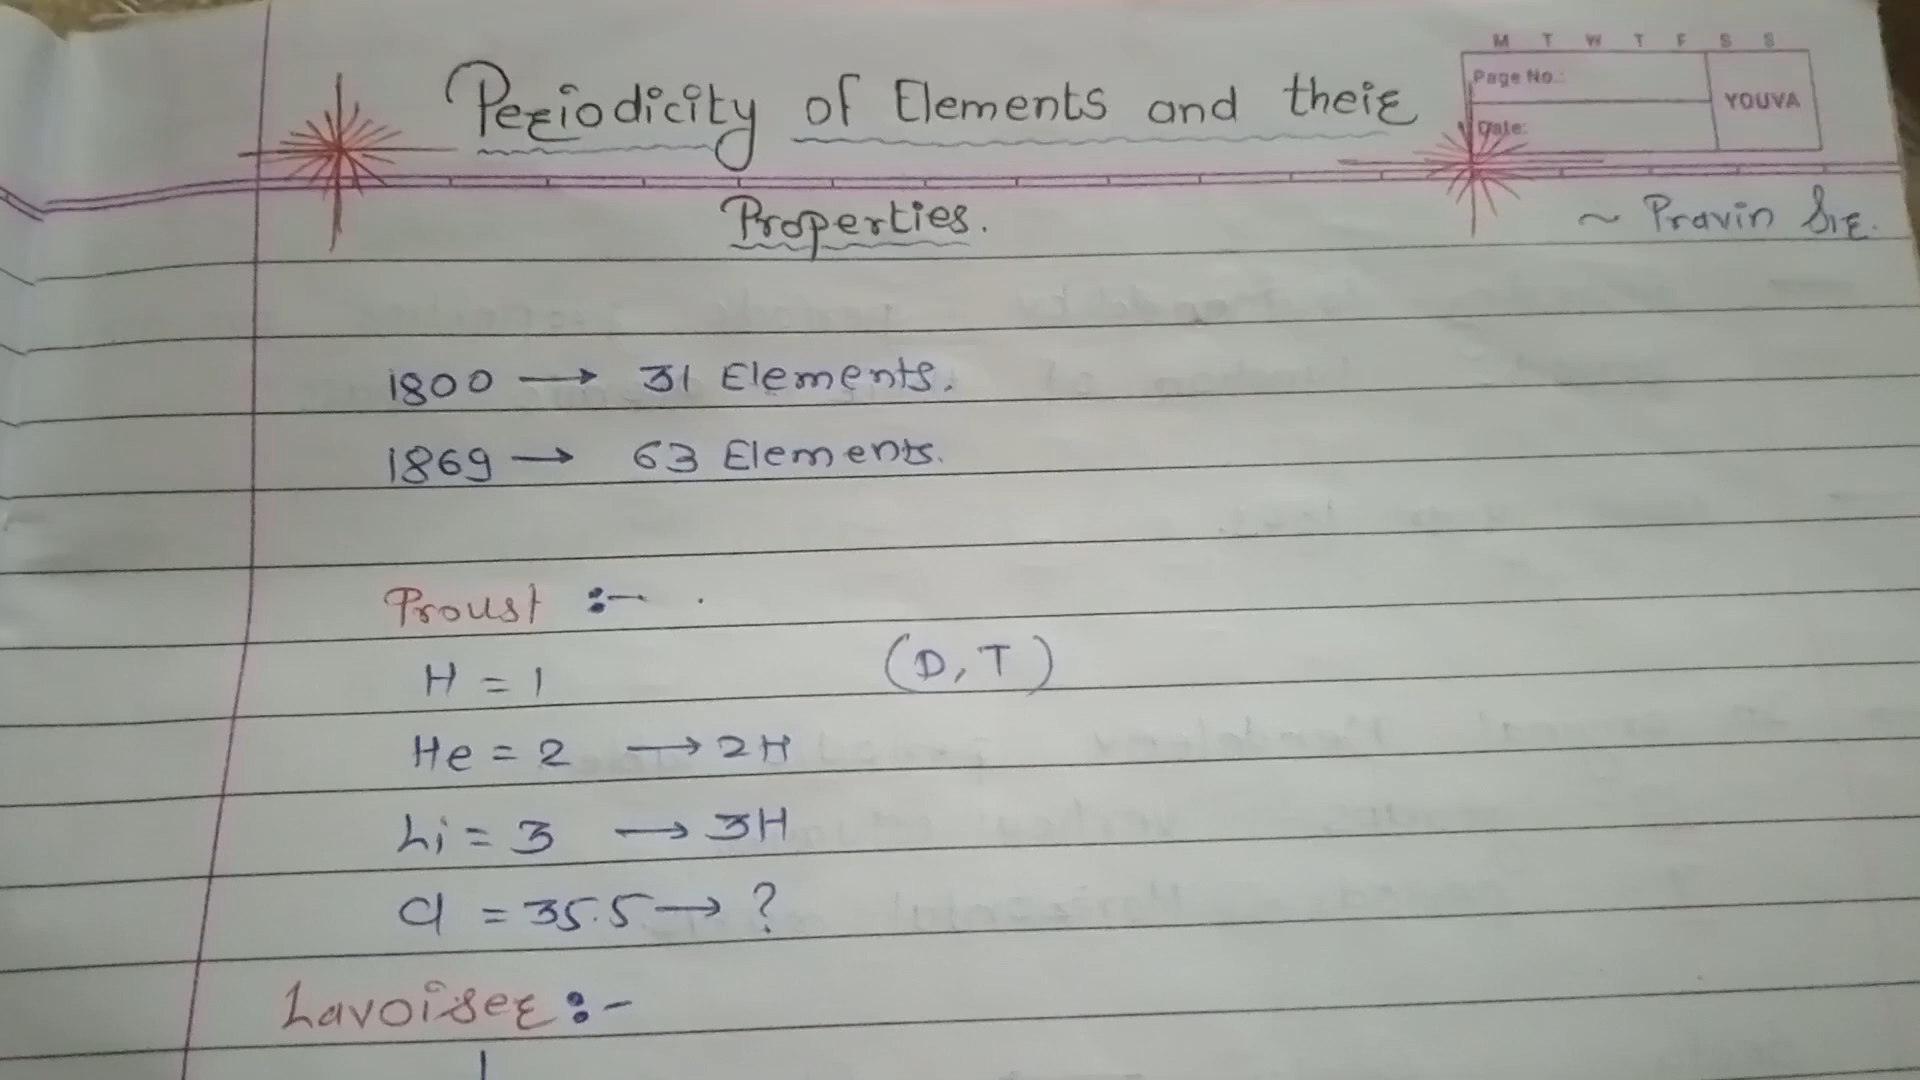 M T W T F S S
Page No.:
YOUVA
Date:
Periodicity of Elements and their
Properties.
~ Pravin Sir.
1800 → 31 Elements.
1869 → 63 Elements.
Proust :-
H = 1 (D, T)
He = 2 → 2H
Li = 3 → 3H
Cl = 35.5 → ?
Lavoiser :-